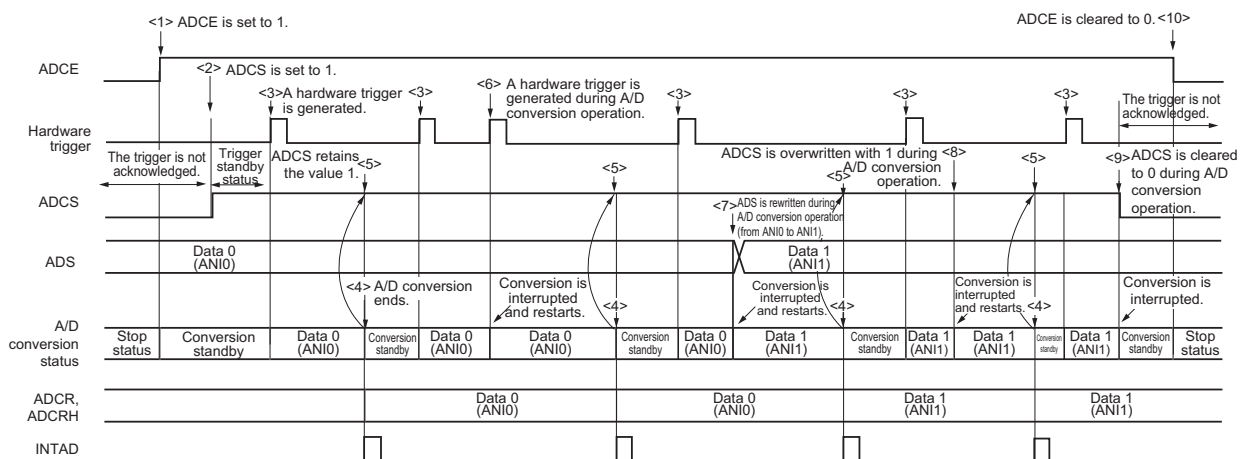 <1> ADCE is set to 1.
ADCE is cleared to 0. <10>
ADCE
<2> ADCS is set to 1.
<3> A hardware trigger
is generated.
<3>
<6> A hardware trigger is
generated during A/D
conversion operation.
<3>
<3>
<3>
The trigger is not
acknowledged.
Hardware
trigger
The trigger is not
acknowledged.
Trigger
standby
status
ADCS retains
the value 1.
<5>
<5>
ADCS is overwritten with 1 during
A/D conversion
operation.
<5>
<8>
<5>
<9> ADCS is cleared
to 0 during A/D
conversion
operation.
ADCS
<7> ADS is rewritten during
A/D conversion operation
(from ANI0 to ANI1).
ADS
Data 0
(ANI0)
Data 1
(ANI1)
<4> A/D conversion
ends.
Conversion is
interrupted
and restarts.
<4>
Conversion is
interrupted
and restarts.
<4>
Conversion is
interrupted
and restarts.
<4>
Conversion is
interrupted.
A/D
conversion
status
Stop
status
Conversion
standby
Data 0
(ANI0)
Conversion
standby
Data 0
(ANI0)
Data 0
(ANI0)
Conversion
standby
Data 0
(ANI0)
Data 1
(ANI1)
Conversion
standby
Data 1
(ANI1)
Data 1
(ANI1)
Conversion
standby
Data 1
(ANI1)
Conversion
standby
Stop
status
ADCR,
ADCRH
Data 0
(ANI0)
Data 0
(ANI0)
Data 1
(ANI1)
Data 1
(ANI1)
INTAD